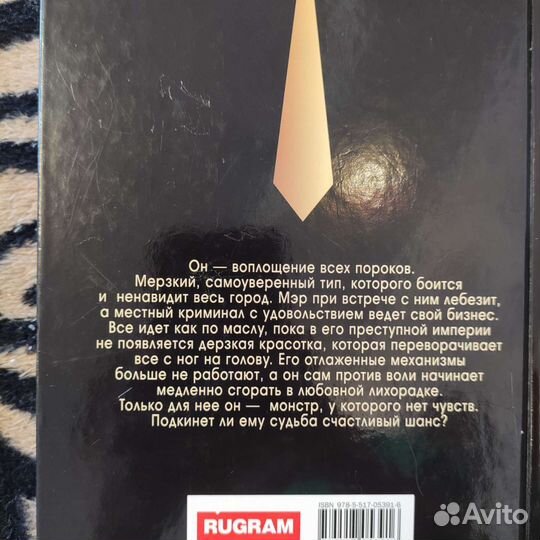 Он — воплощение всех пороков.
Мерзкий, самоуверенный тип, которого боится
и ненавидит весь город. Мэр при встрече с ним лебезит,
а местный криминал с удовольствием ведет свой бизнес.
Все идет как по маслу, пока в его преступной империи
не появляется дерзкая красотка, которая переворачивает
все с ног на голову. Его отлаженные механизмы
больше не работают, а он сам против воли начинает
медленно сгорать в любовной лихорадке.
Только для нее он — монстр, у которого нет чувств.
Подкинет ли ему судьба счастливый шанс?
ISBN 978-5-517-05391-6
RUGRAM
Avito